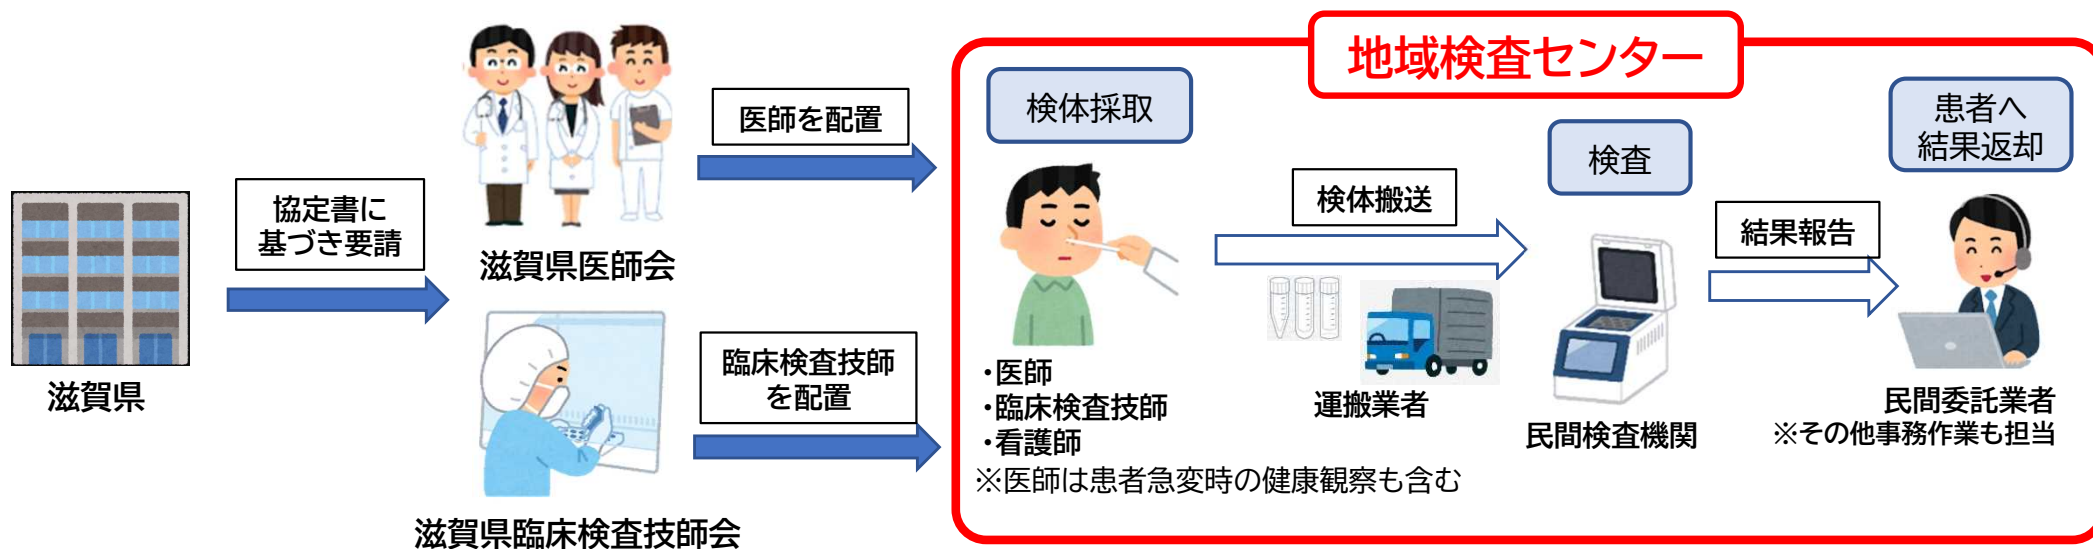 滋賀県
協定書に
基づき要請
滋賀県医師会
滋賀県臨床検査技師会
医師を配置
臨床検査技師
を配置
地域検査センター
検体採取
・医師
・臨床検査技師
・看護師
※医師は患者急変時の健康観察も含む
検体搬送
運搬業者
検査
民間検査機関
結果報告
患者へ
結果返却
民間委託業者
※その他事務作業も担当